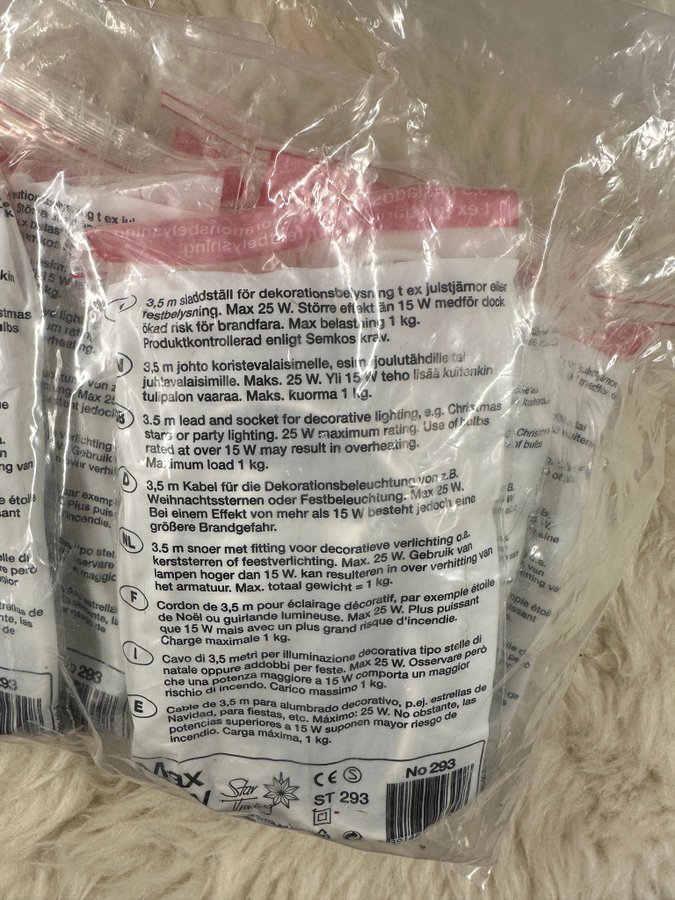 3,5 m sladdställ för dekorationsbelysning t ex julstjärnor eller
festbelysning. Max 25 W. Större effekt än 15 W medför dock
ökad risk för brandfara. Max belastning 1 kg.
Produktkontrollerad enligt Semkos krav.
3,5 m johto koristevalaisimelle, esim. joulutähdille tai
juhlavalaisimille. Maks. 25 W. Yli 15 W teho lisää kuitenkin
tulipalon vaaraa. Maks. kuorma 1 kg.
3.5 m lead and socket for decorative lighting, e.g. Christmas
stars or party lighting. 25 W maximum rating. Use of bulbs
rated at over 15 W may result in overheating.
Maximum load 1 kg.
D
3,5 m Kabel für die Dekorationsbeleuchtung von z.B.
Weihnachtssternen oder Festbeleuchtung. Max 25 W.
Bei einem Effekt von mehr als 15 W besteht jedoch eine
größere Brandgefahr.
NL
3.5 m snoer met fitting voor decoratieve verlichting o.a.
kerststerren of feestverlichting. Max. 25 W. Gebruik van
lampen hoger dan 15 W. kan resulteren in over verhitting van
het armatuur. Max. totaal gewicht = 1 kg.
F
Cordon de 3,5 m pour éclairage décoratif, par exemple étoile
de Noël ou guirlande lumineuse. Max 25 W. Plus puissant
que 15 W mais avec un plus grand risque d'incendie.
Charge maximale 1 kg.
I
Cavo di 3,5 metri per illuminazione decorativa tipo stelle di
natale oppure addobbi per feste. Max 25 W. Osservare però
che una potenza maggiore a 15 W comporta un maggior
rischio di incendo. Carico massimo 1 kg.
E
Cable de 3,5 m para alumbrado decorativo, p.ej. estrellas de
Navidad, para fiestas, etc. Máximo: 25 W. No obstante, las
potencias superiores a 15 W suponen mayor riesgo de
incendio. Carga máxima, 1 kg.
Max
Star
Trading
CE S
ST 293
No 293